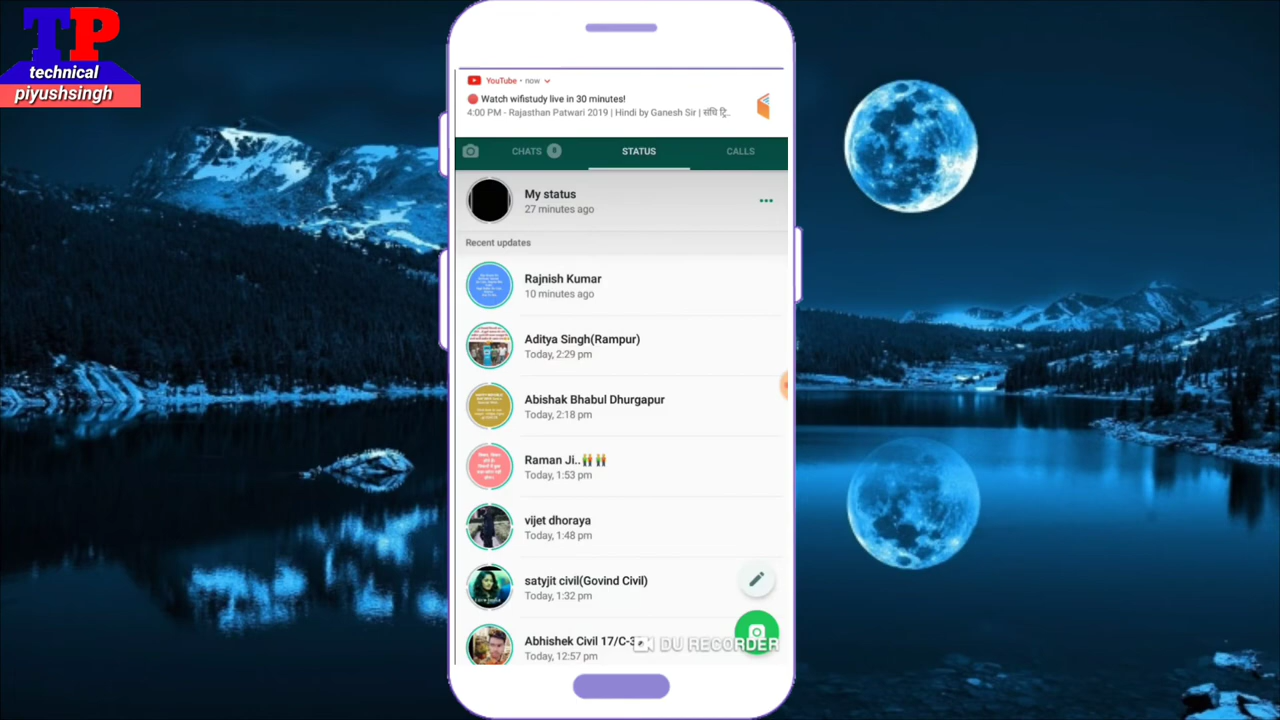 TP
technical
piyushsingh
YouTube • now
🔴 Watch wifistudy live in 30 minutes!
4:00 PM - Rajasthan Patwari 2019 | Hindi by Ganesh Sir | संधि ट्रि..
CHATS 8 STATUS CALLS
My status
27 minutes ago
Recent updates
Rajnish Kumar
10 minutes ago
Aditya Singh(Rampur)
Today, 2:29 pm
Abishak Bhabul Dhurgapur
Today, 2:18 pm
Raman Ji..👬👬
Today, 1:53 pm
vijet dhoraya
Today, 1:48 pm
satyjit civil(Govind Civil)
Today, 1:32 pm
Abhishek Civil 17/C-3
Today, 12:57 pm
DU RECORDER